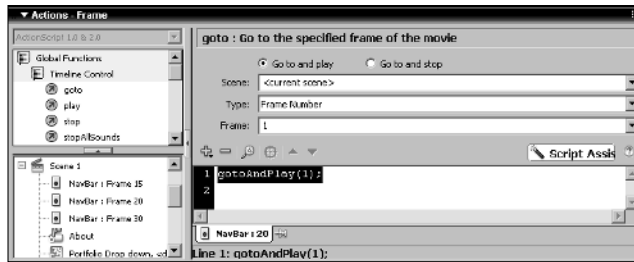 Actions - Frame
ActionScript 1.0 & 2.0
Global Functions
Timeline Control
goto
play
stop
stopAllSounds
Scene 1
NavBar : Frame 15
NavBar : Frame 20
NavBar : Frame 30
About
Portfolio Drop down, <d
goto : Go to the specified frame of the movie
Go to and play Go to and stop
Scene: <current scene>
Type: Frame Number
Frame: 1
Script Assis
1 gotoAndPlay(1);
2
NavBar : 20
Line 1: gotoAndPlay(1);